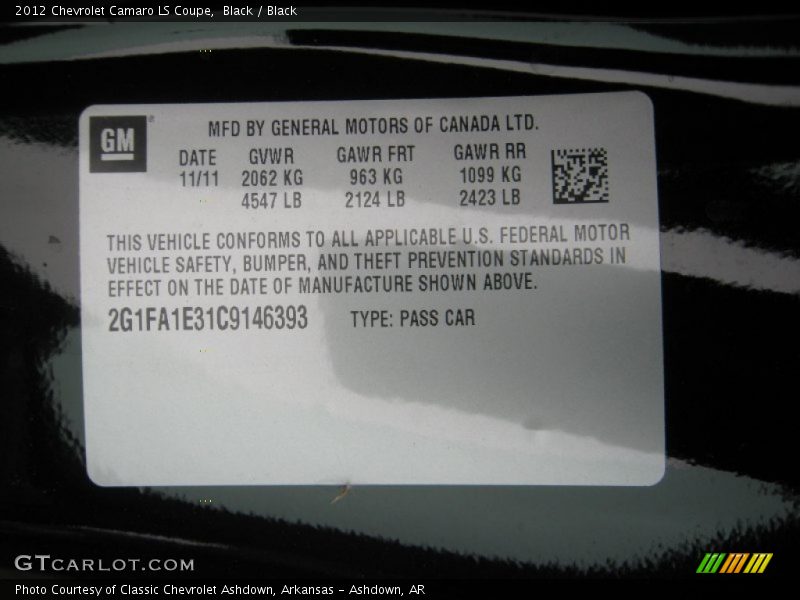 2012 Chevrolet Camaro LS Coupe, Black / Black
GM
MFD BY GENERAL MOTORS OF CANADA LTD.
DATE GVWR GAWR FRT GAWR RR
11/11 2062 KG 963 KG 1099 KG
4547 LB 2124 LB 2423 LB
THIS VEHICLE CONFORMS TO ALL APPLICABLE U.S. FEDERAL MOTOR
VEHICLE SAFETY, BUMPER, AND THEFT PREVENTION STANDARDS IN
EFFECT ON THE DATE OF MANUFACTURE SHOWN ABOVE.
2G1FA1E31C9146393 TYPE: PASS CAR
GTCARLOT.COM
Photo Courtesy of Classic Chevrolet Ashdown, Arkansas - Ashdown, AR